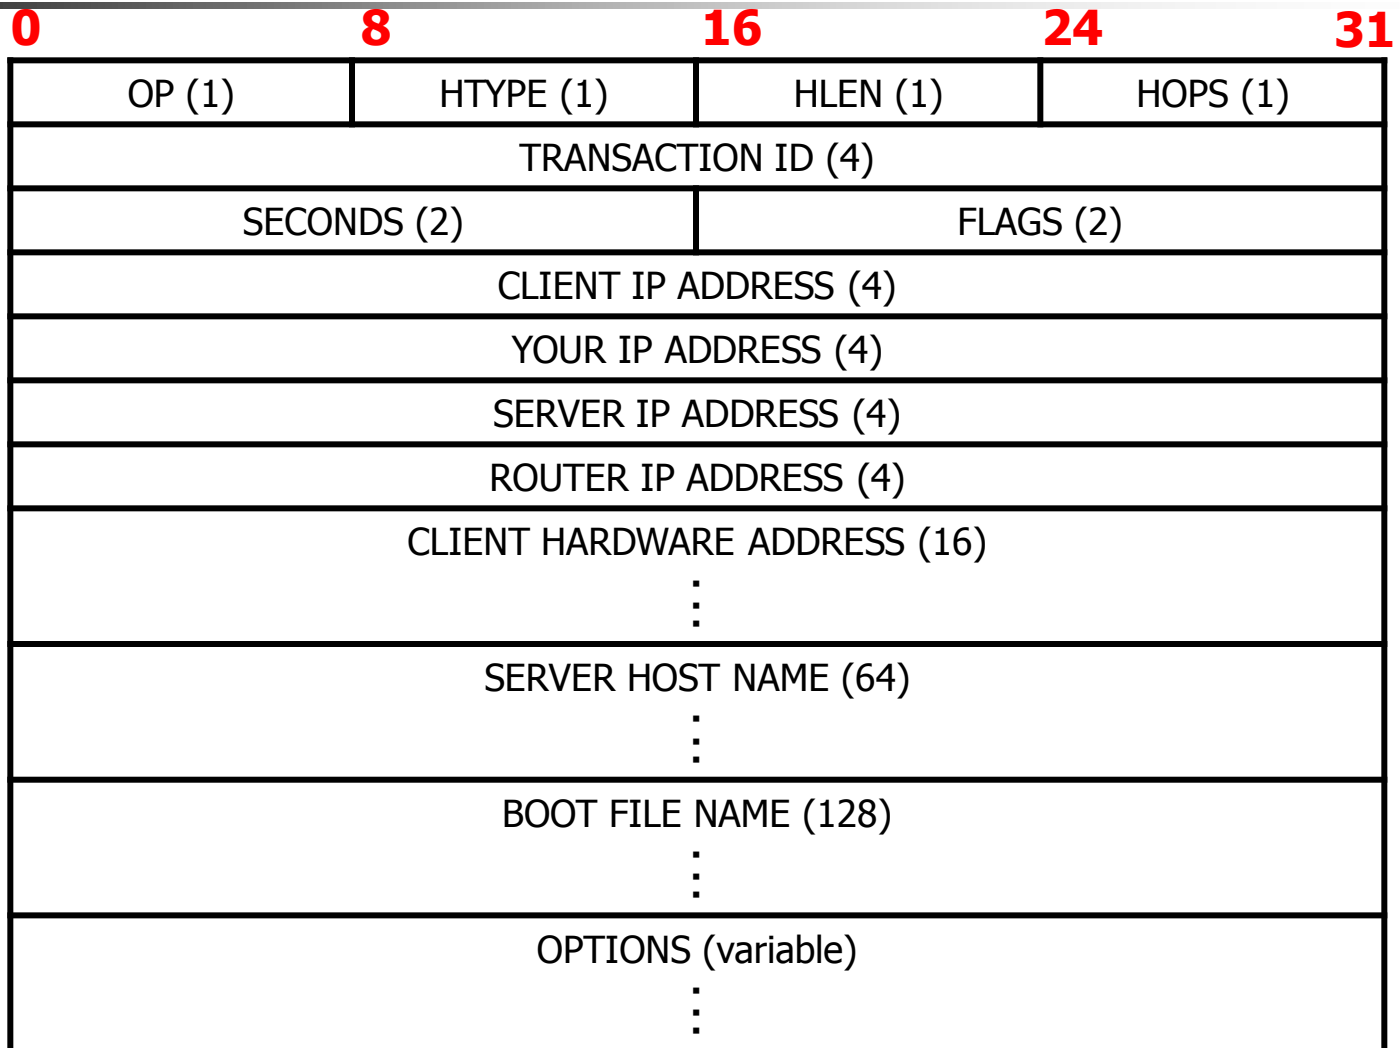 0 8 16 24 31
OP (1) HTYPE (1) HLEN (1) HOPS (1)
TRANSACTION ID (4)
SECONDS (2) FLAGS (2)
CLIENT IP ADDRESS (4)
YOUR IP ADDRESS (4)
SERVER IP ADDRESS (4)
ROUTER IP ADDRESS (4)
CLIENT HARDWARE ADDRESS (16)
SERVER HOST NAME (64)
BOOT FILE NAME (128)
OPTIONS (variable)